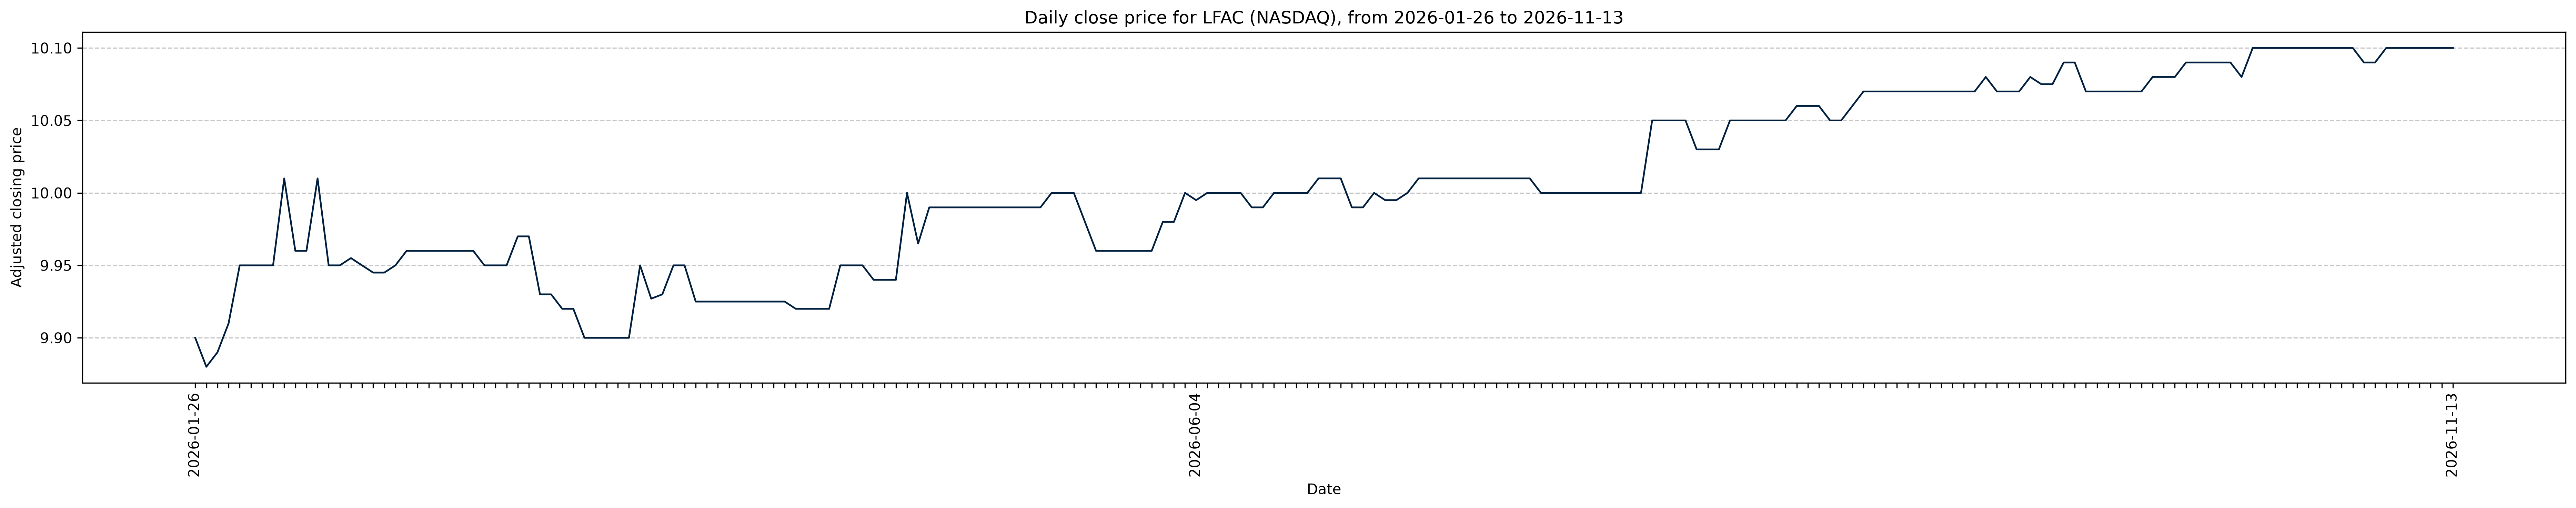 Daily close price for LFAC (NASDAQ), from 2026-01-26 to 2026-11-13
Adjusted closing price
10.10
10.05
10.00
9.95
9.90
2026-01-26
2026-06-04
2026-11-13
Date